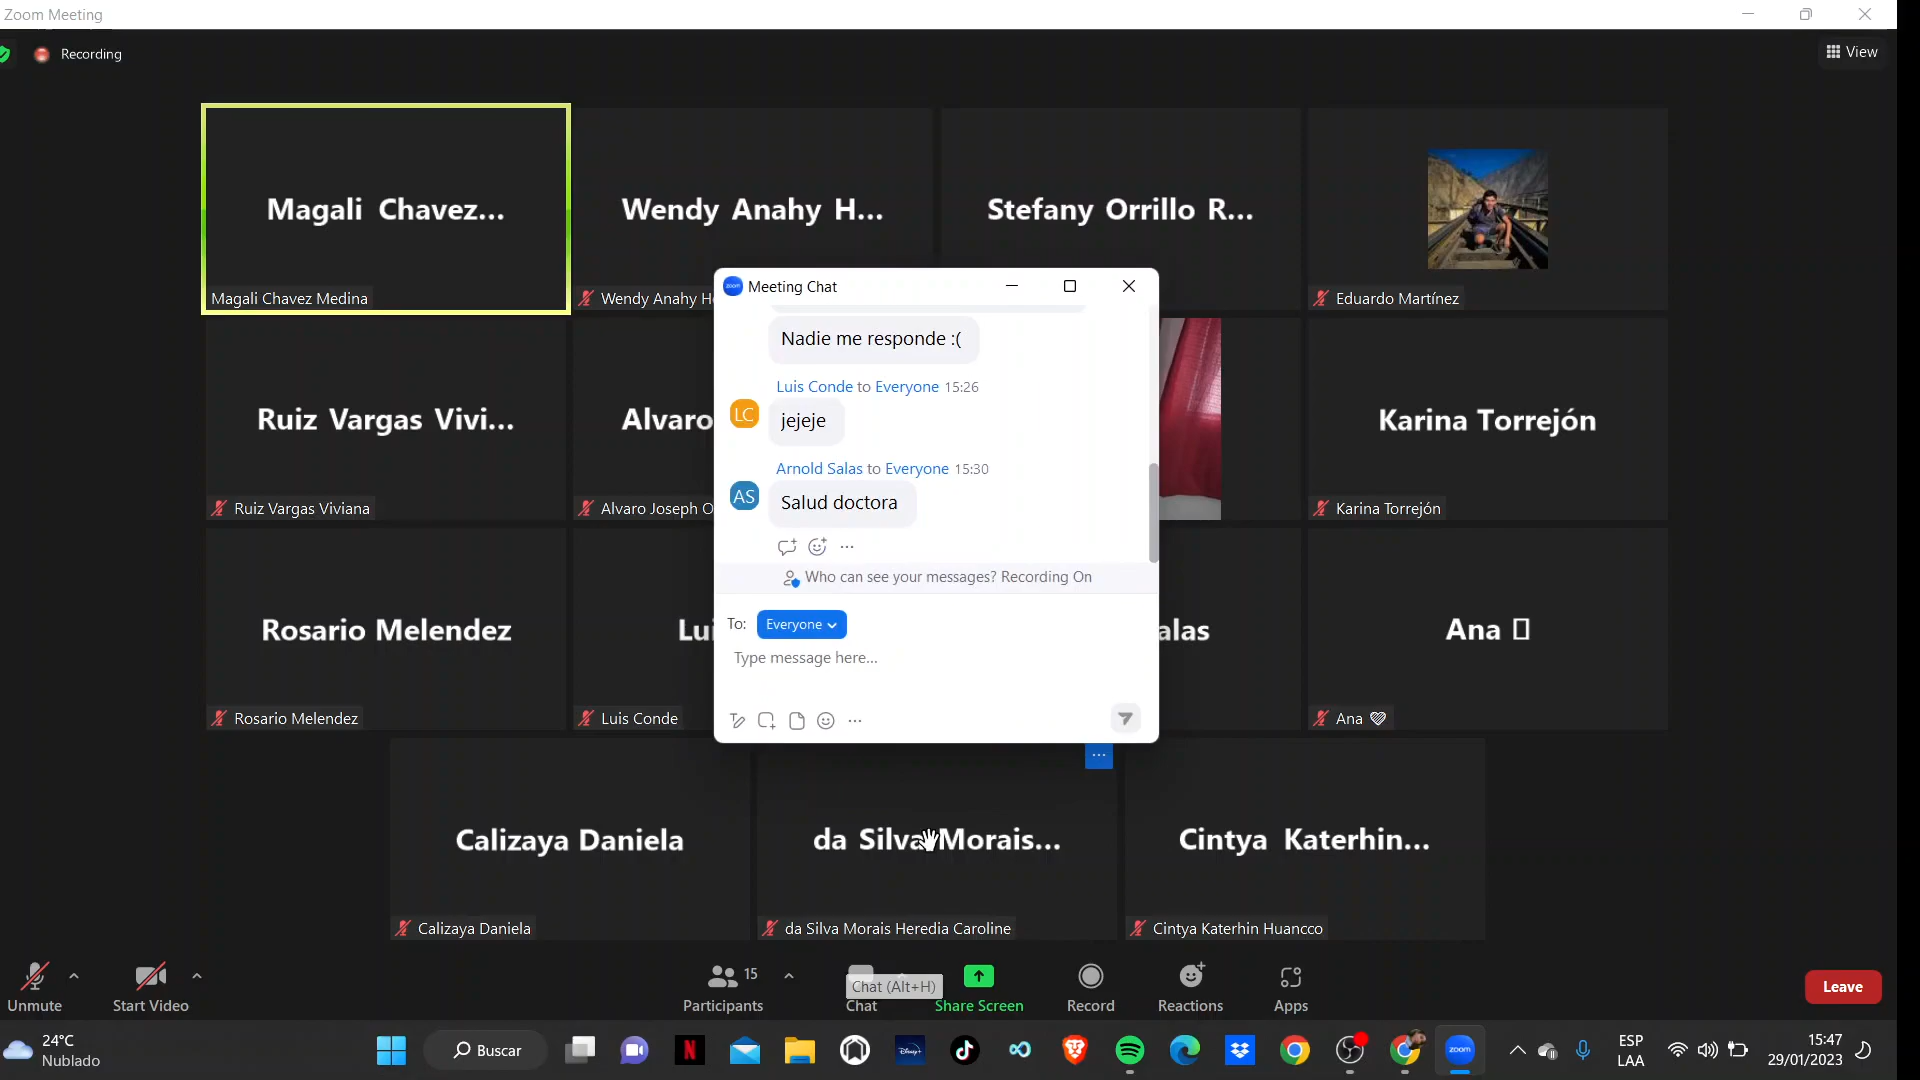 Zoom Meeting
Recording
View
Magali Chavez...
Wendy Anahy H...
Stefany Orrillo R...
Magali Chavez Medina
Wendy Anahy H
Eduardo Martínez
Meeting Chat
Nadie me responde :(
Luis Conde to Everyone 15:26
LC
jejeje
Arnold Salas to Everyone 15:30
AS
Salud doctora
Who can see your messages? Recording On
To: Everyone
Type message here...
Ruiz Vargas Vivi...
Alvaro
Karina Torrejón
Ruiz Vargas Viviana
Alvaro Joseph O
Karina Torrejón
Rosario Melendez
Lui
alas
Ana
Rosario Melendez
Luis Conde
Ana
Calizaya Daniela
da Silva Morais...
Cintya Katerhin...
Calizaya Daniela
da Silva Morais Heredia Caroline
Cintya Katerhin Huancco
Unmute
Start Video
15
Participants
Chat (Alt+H)
Chat
Share Screen
Record
Reactions
Apps
Leave
24°C
Nublado
Buscar
N
Disney+
zoom
ESP
LAA
15:47
29/01/2023